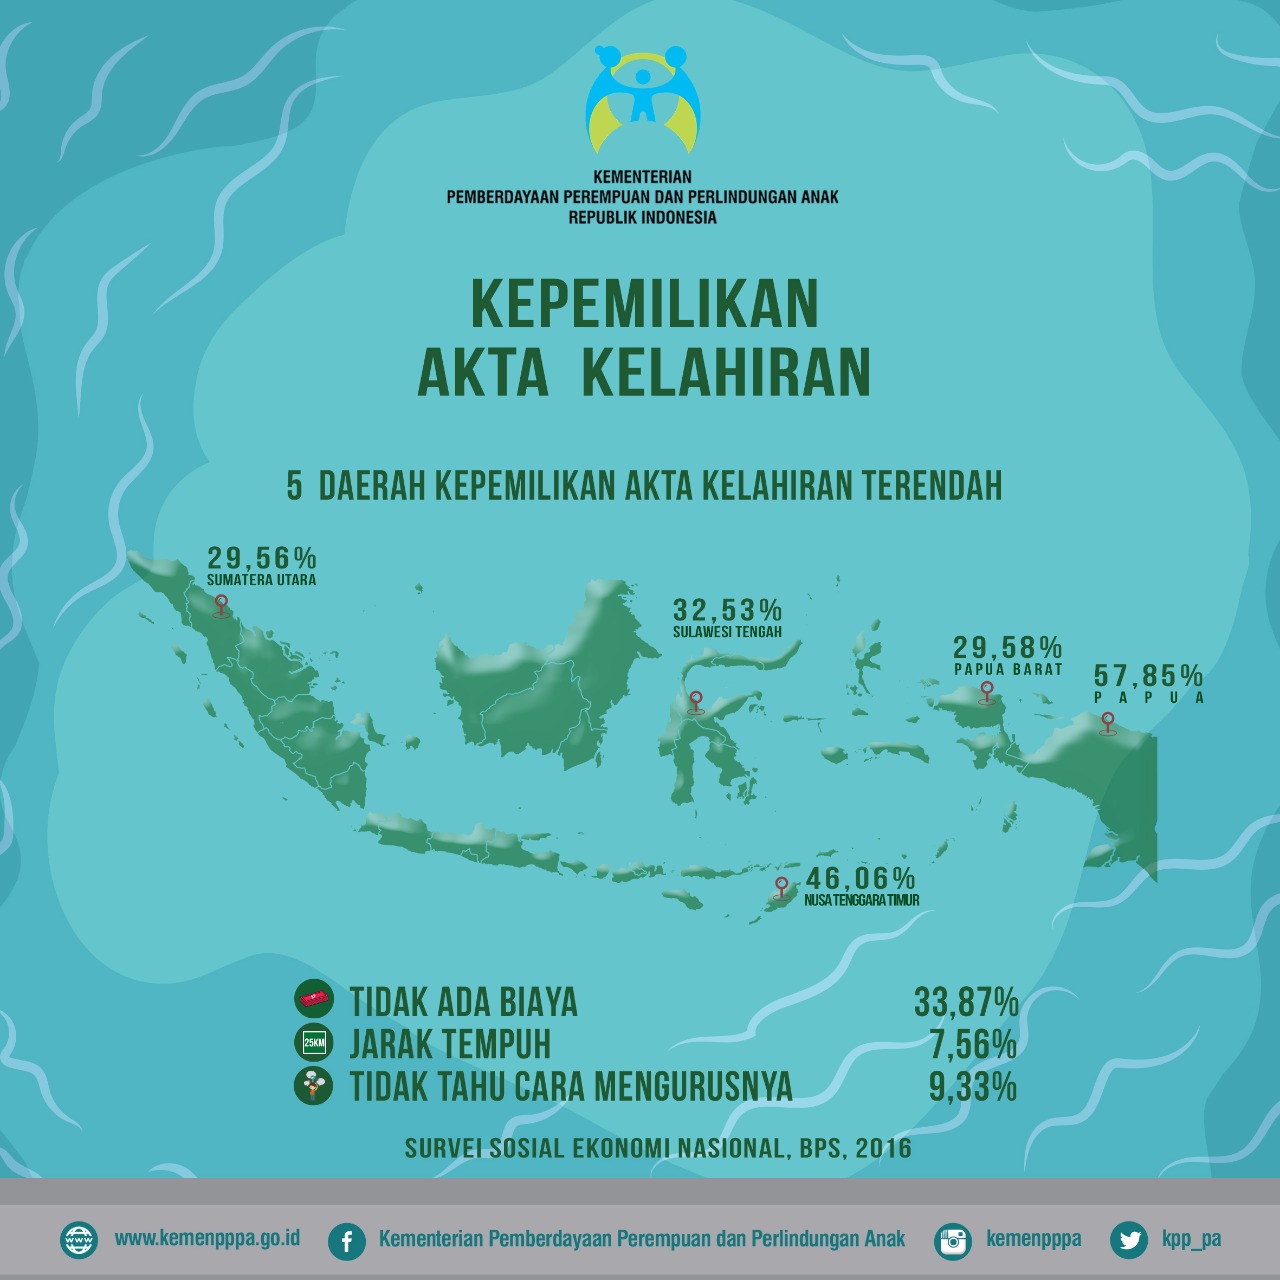 KEMENTERIAN
PEMBERDAYAAN PEREMPUAN DAN PERLINDUNGAN ANAK
REPUBLIK INDONESIA
KEPEMILIKAN
AKTA KELAHIRAN
5 DAERAH KEPEMILIKAN AKTA KELAHIRAN TERENDAH
29,56%
SUMATERA UTARA
32,53%
SULAWESI TENGAH
29,58%
PAPUA BARAT
57,85%
PAPUA
46,06%
NUSA TENGGARA TIMUR
TIDAK ADA BIAYA 33,87%
25KM JARAK TEMPUH 7,56%
TIDAK TAHU CARA MENGURUSNYA 9,33%
SURVEI SOSIAL EKONOMI NASIONAL, BPS, 2016
www www.kemenpppa.go.id Kementerian Pemberdayaan Perempuan dan Perlindungan Anak kemenpppa kpp_pa